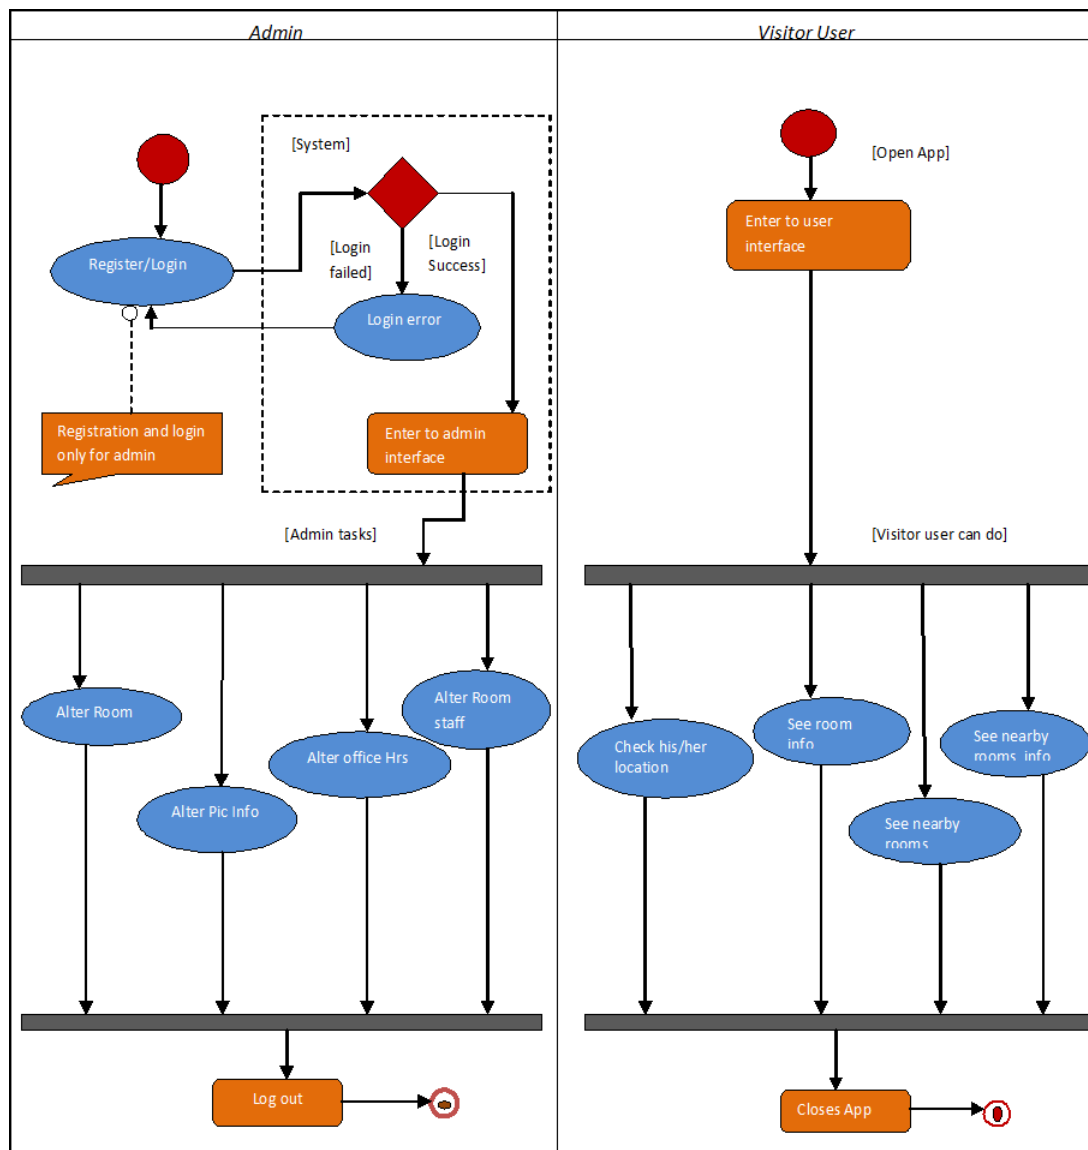 Admin
Visitor User
[System]
[Open App]
Enter to user
interface
Register/Login
[Login
failed]
[Login
Success]
Login error
Registration and login
only for admin
Enter to admin
interface
[Admin tasks]
[Visitor user can do]
Alter Room
Alter Pic Info
Alter office Hrs
Alter Room
staff
Check his/her
location
See room
info
See nearby
rooms
See nearby
rooms info
Log out
Closes App